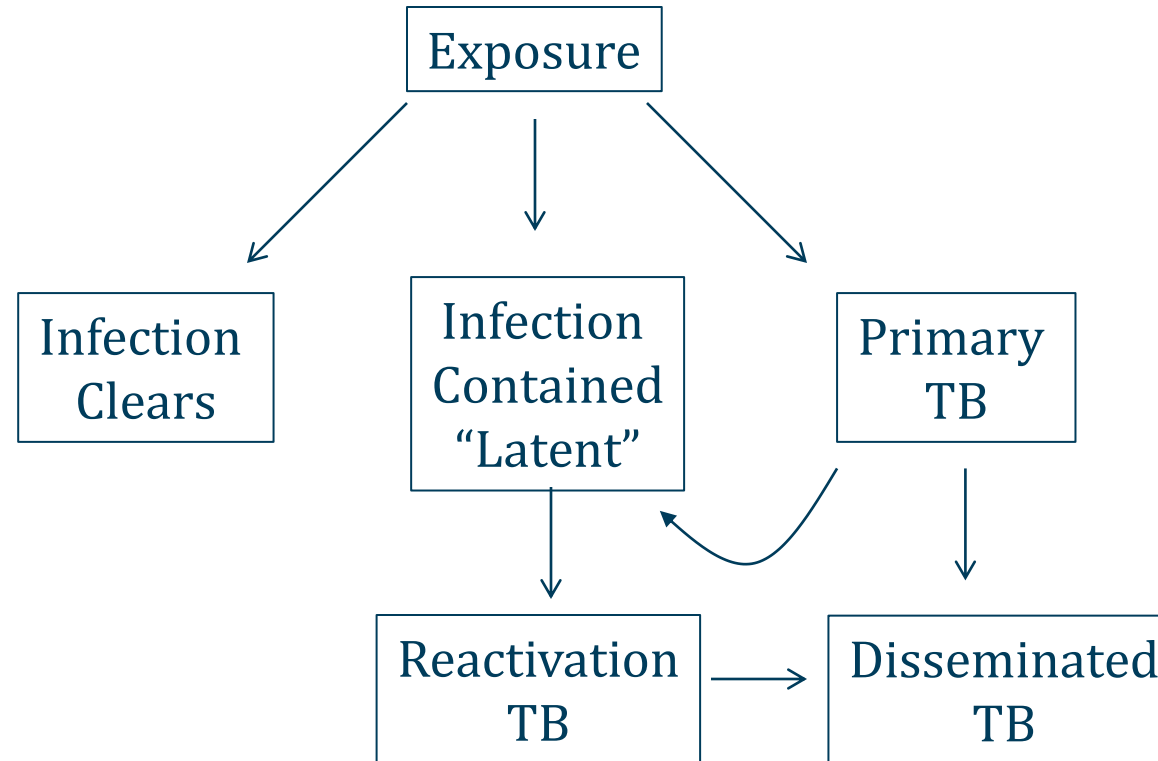 Exposure
Infection
Clears
Infection
Contained
“Latent”
Primary
TB
Reactivation
TB
Disseminated
TB